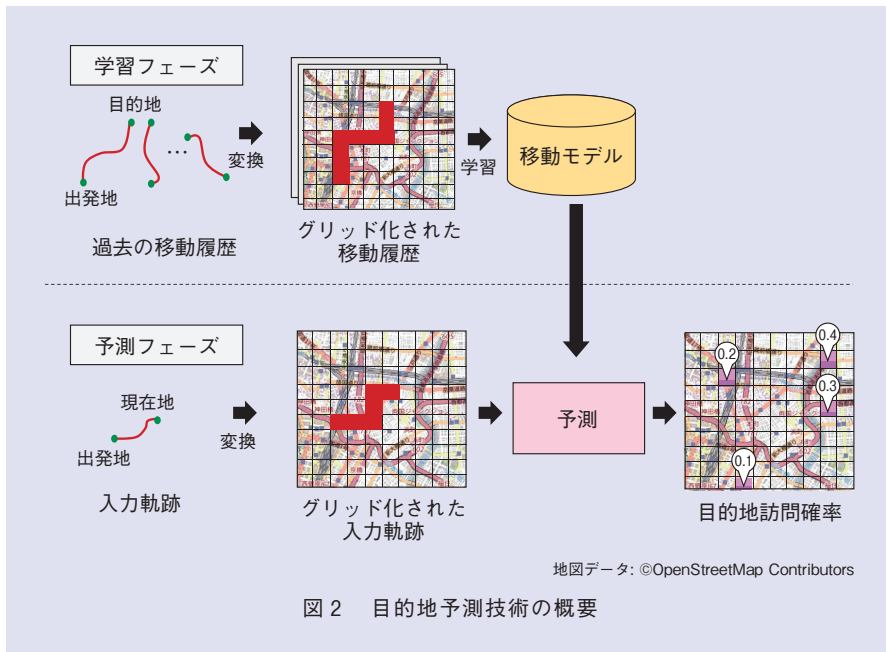 学習フェーズ
目的地
…
出発地
過去の移動履歴
変換
グリッド化された
移動履歴
学習
移動モデル
予測フェーズ
現在地
出発地
入力軌跡
変換
グリッド化された
入力軌跡
予測
0.2
0.4
0.3
0.1
目的地訪問確率
地図データ: ©OpenStreetMap Contributors
図2 目的地予測技術の概要